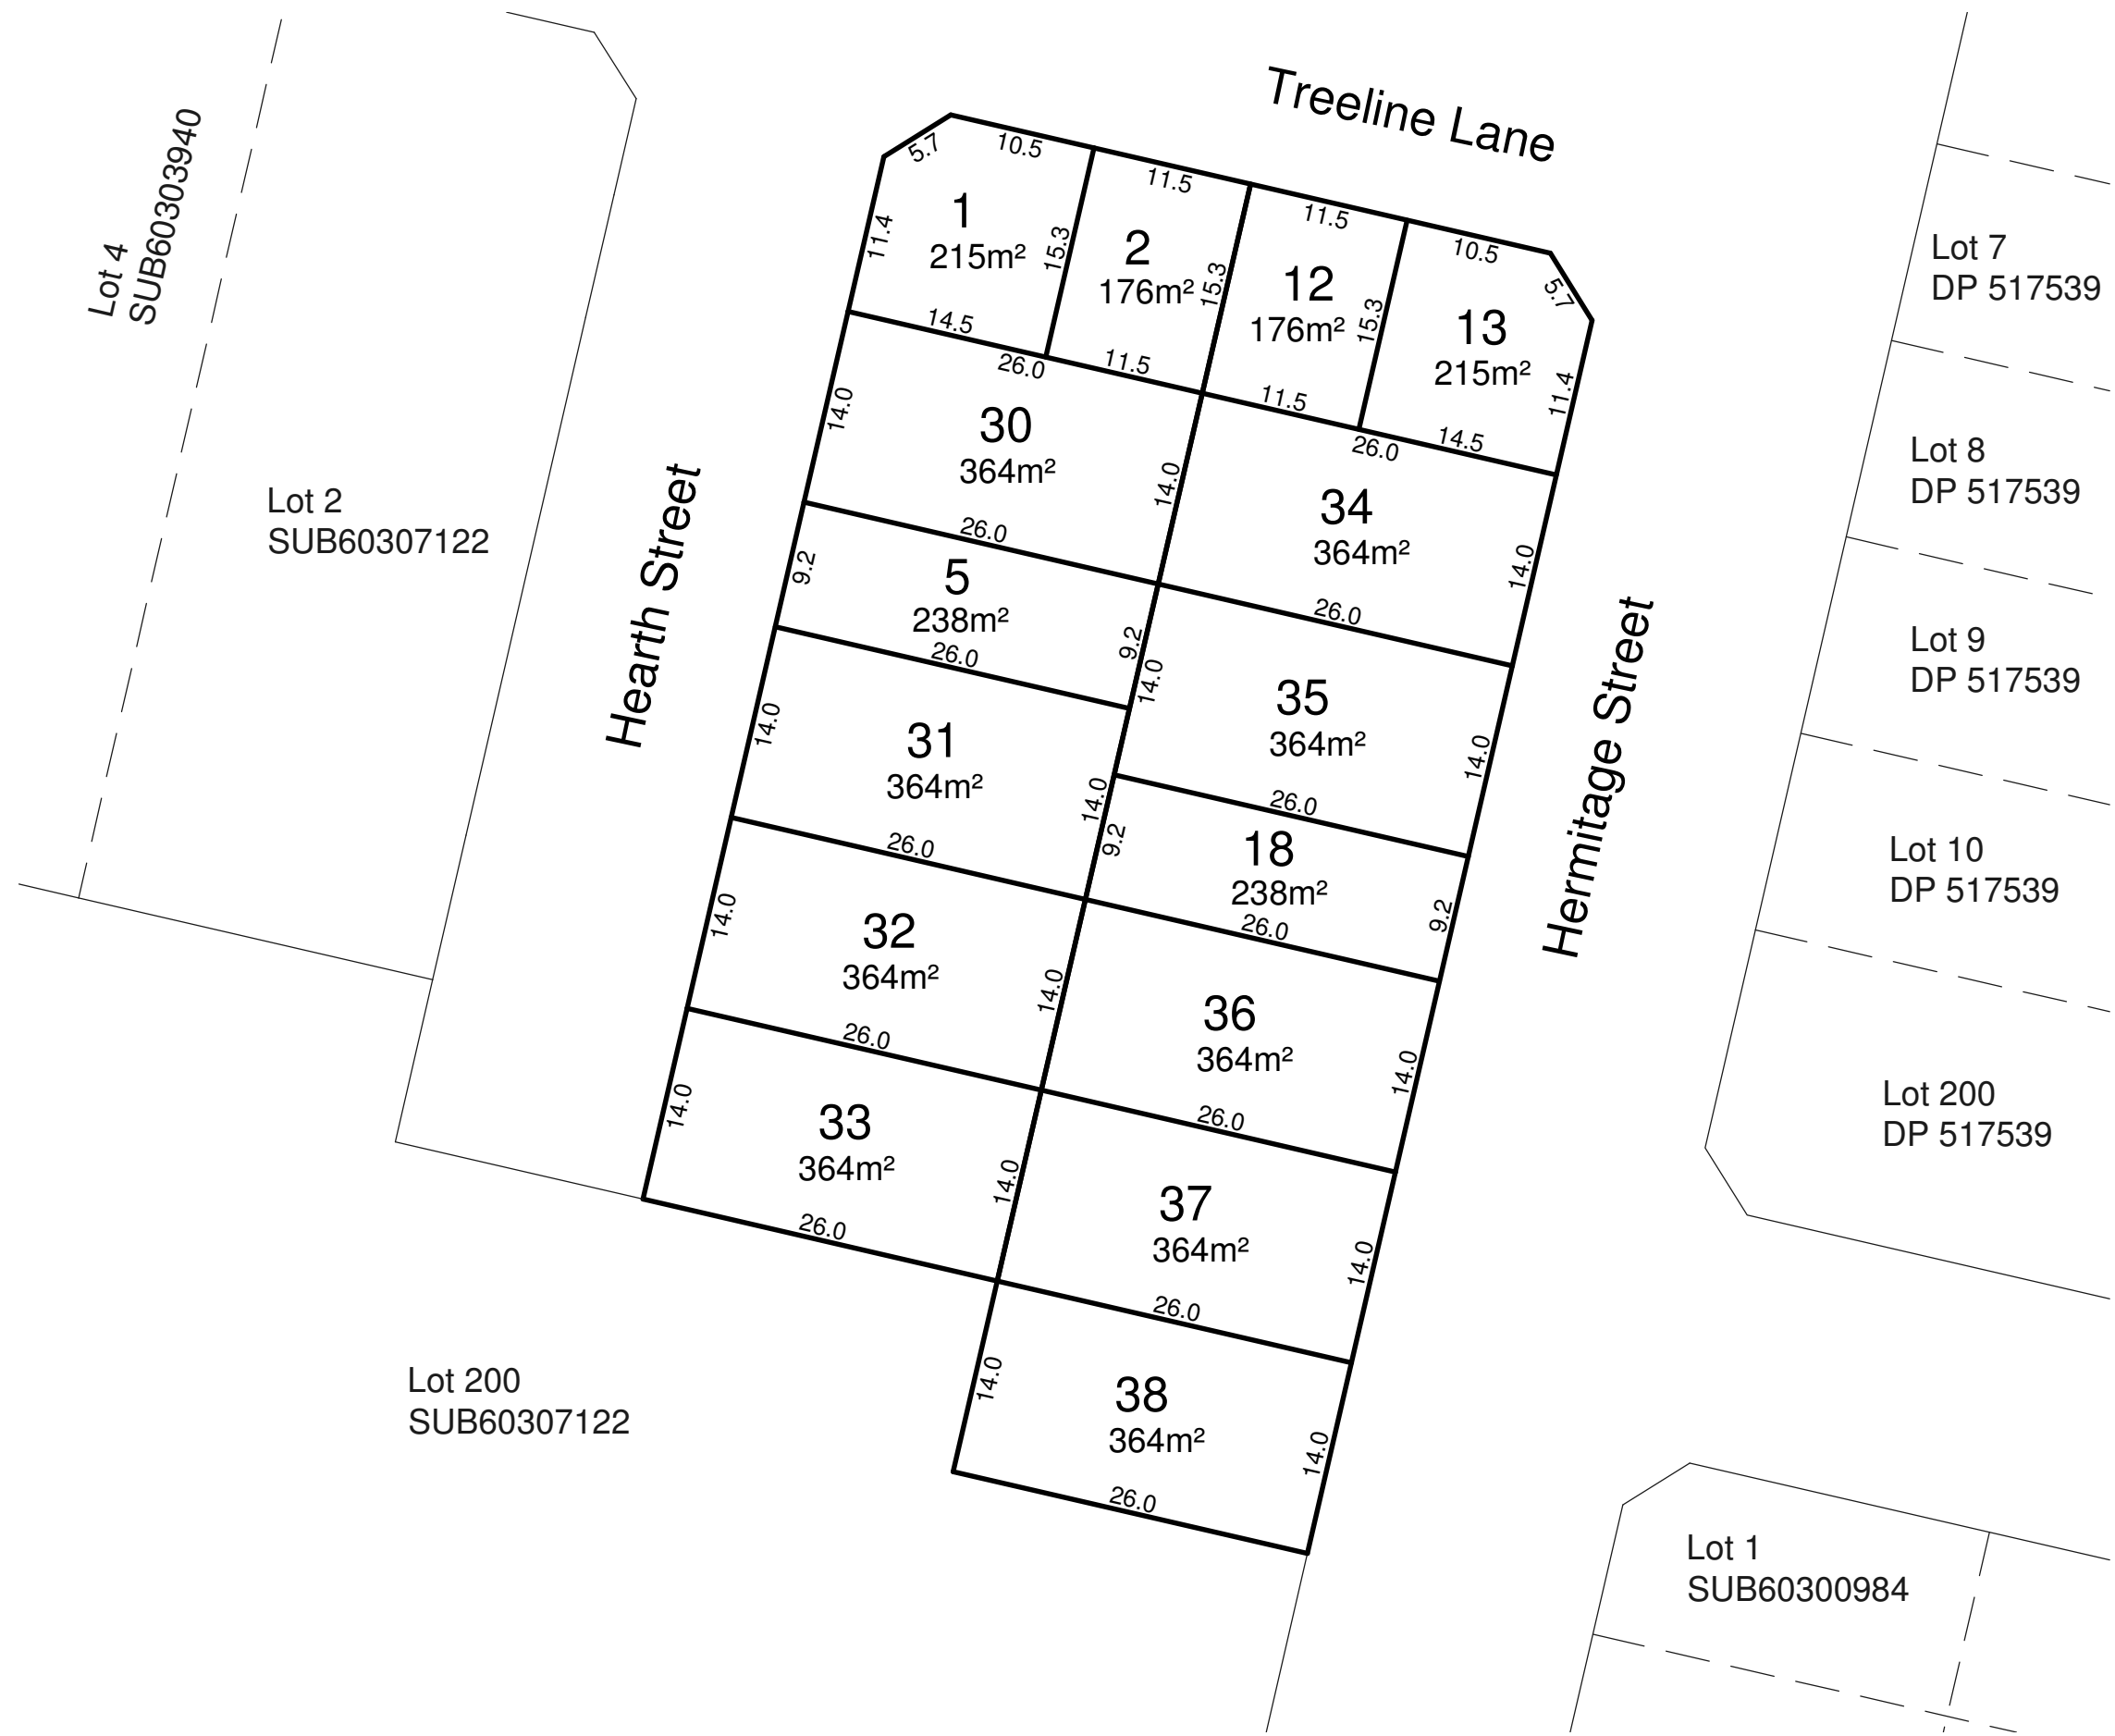 Treeline Lane
Lot 4
SUB60303940
Lot 2
SUB60307122
Hearth Street
Hermitage Street
5.7
10.5
11.4
1
215m²
15.3
14.5
11.5
2
176m²
15.3
11.5
11.5
12
176m²
15.3
11.5
10.5
5.7
13
215m²
11.4
14.5
26.0
14.0
30
364m²
14.0
26.0
26.0
34
364m²
14.0
26.0
9.2
5
238m²
9.2
26.0
14.0
35
364m²
14.0
26.0
14.0
31
364m²
14.0
26.0
9.2
18
238m²
9.2
26.0
14.0
32
364m²
14.0
26.0
36
364m²
14.0
26.0
14.0
33
364m²
14.0
26.0
37
364m²
14.0
26.0
14.0
38
364m²
14.0
26.0
Lot 7
DP 517539
Lot 8
DP 517539
Lot 9
DP 517539
Lot 10
DP 517539
Lot 200
DP 517539
Lot 200
SUB60307122
Lot 1
SUB60300984